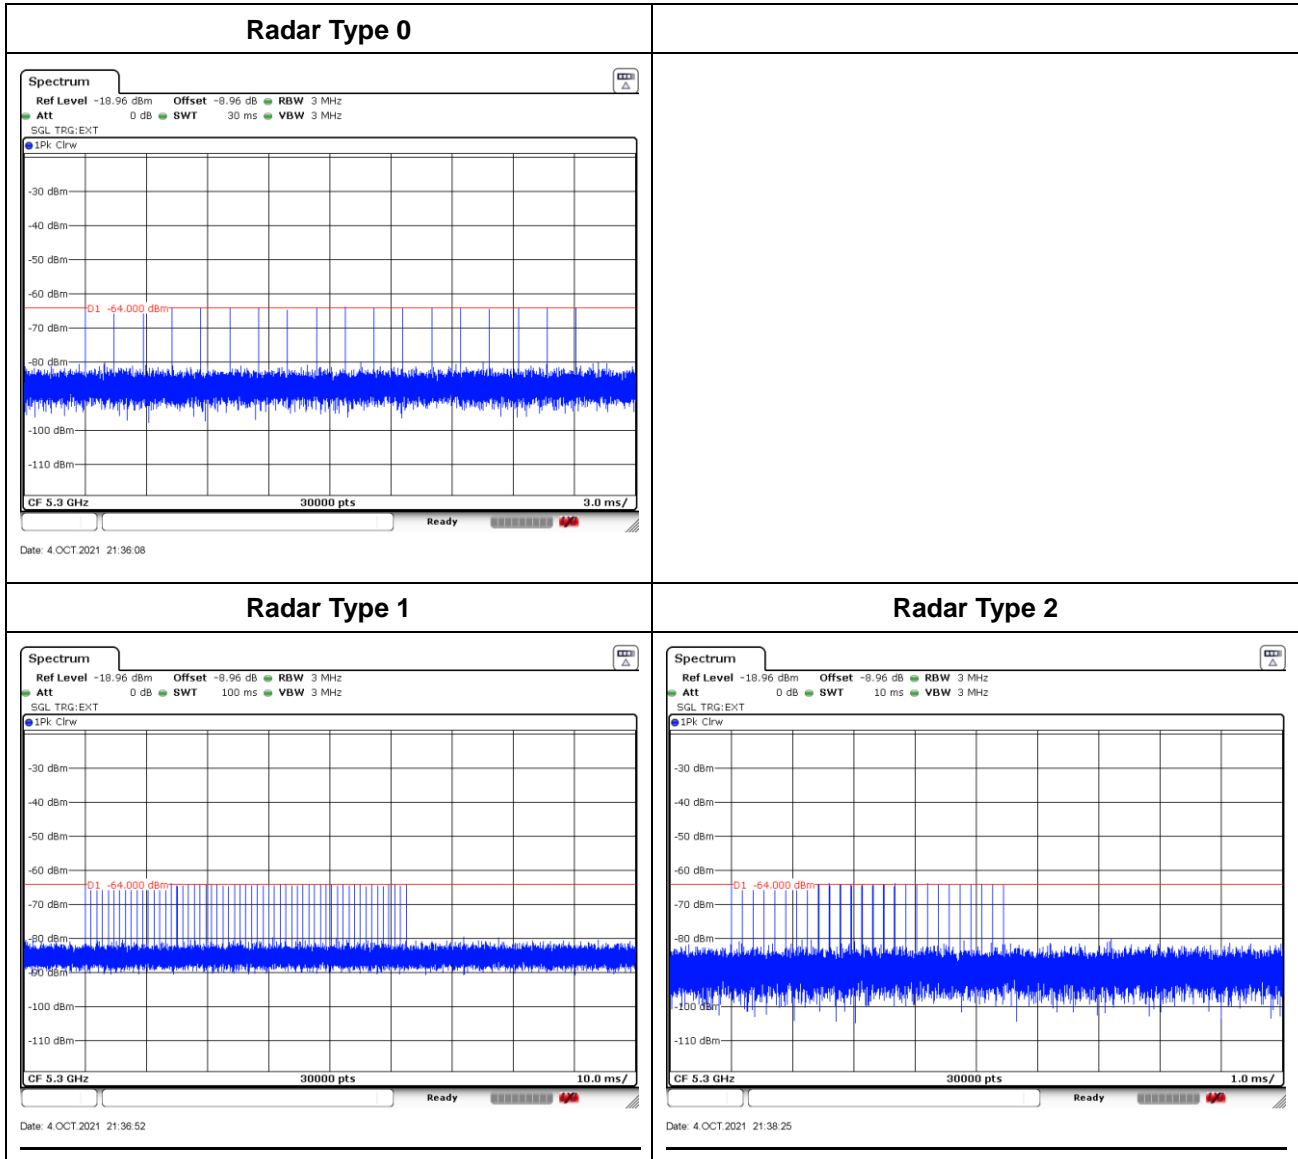 Radar Type 0
Spectrum
Ref Level -18.96 dBm Offset -8.96 dB RBW 3 MHz
Att 0 dB SWT 30 ms VBW 3 MHz
SGL TRG:EXT
1Pk Clrw
-30 dBm
-40 dBm
-50 dBm
-60 dBm
D1 -64.000 dBm
-70 dBm
-80 dBm
-100 dBm
-110 dBm
CF 5.3 GHz 30000 pts 3.0 ms/
Ready
Date: 4.OCT.2021 21:36:08
Radar Type 1
Spectrum
Ref Level -18.96 dBm Offset -8.96 dB RBW 3 MHz
Att 0 dB SWT 100 ms VBW 3 MHz
SGL TRG:EXT
1Pk Clrw
-30 dBm
-40 dBm
-50 dBm
-60 dBm
D1 -64.000 dBm
-70 dBm
-80 dBm
-90 dBm
-100 dBm
-110 dBm
CF 5.3 GHz 30000 pts 10.0 ms/
Ready
Date: 4.OCT.2021 21:36:52
Radar Type 2
Spectrum
Ref Level -18.96 dBm Offset -8.96 dB RBW 3 MHz
Att 0 dB SWT 10 ms VBW 3 MHz
SGL TRG:EXT
1Pk Clrw
-30 dBm
-40 dBm
-50 dBm
-60 dBm
D1 -64.000 dBm
-70 dBm
-80 dBm
-100 dBm
-110 dBm
CF 5.3 GHz 30000 pts 1.0 ms/
Ready
Date: 4.OCT.2021 21:38:25